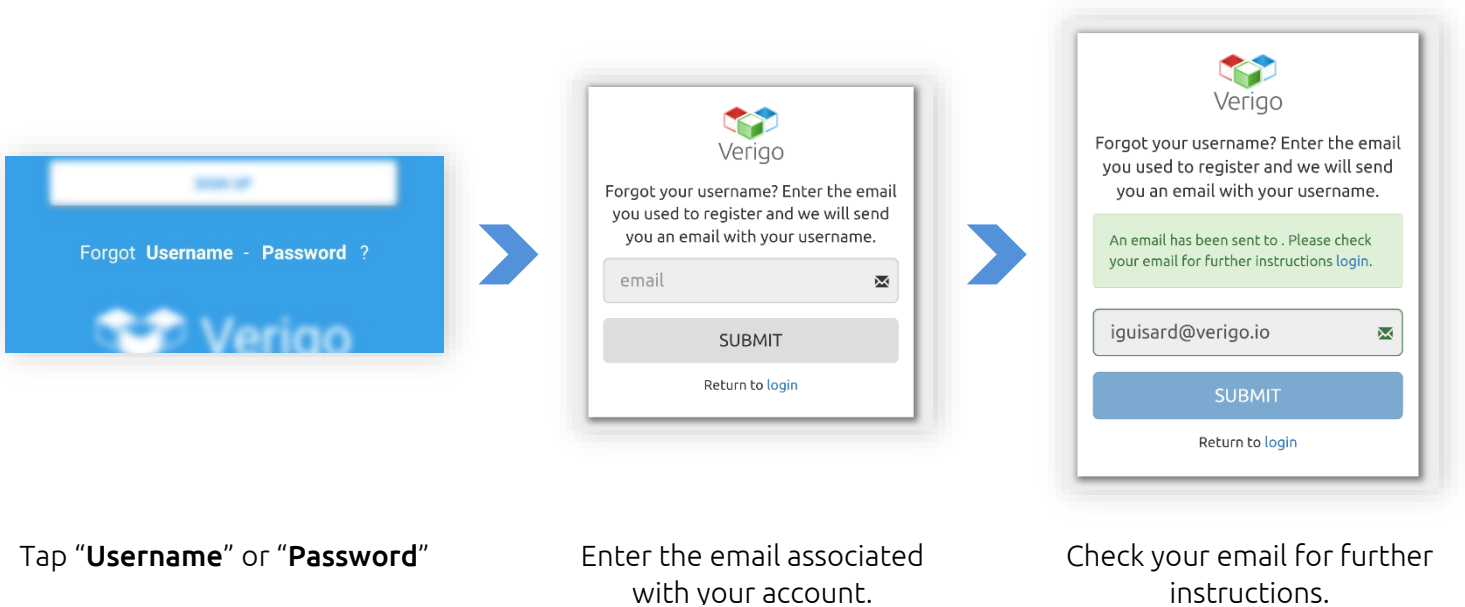 SIGN UP
Forgot Username - Password ?
Verigo
Tap “Username” or “Password”
Verigo
Forgot your username? Enter the email
you used to register and we will send
you an email with your username.
email
SUBMIT
Return to login
Enter the email associated
with your account.
Verigo
Forgot your username? Enter the email
you used to register and we will send
you an email with your username.
An email has been sent to . Please check
your email for further instructions login.
iguisard@verigo.io
SUBMIT
Return to login
Check your email for further
instructions.